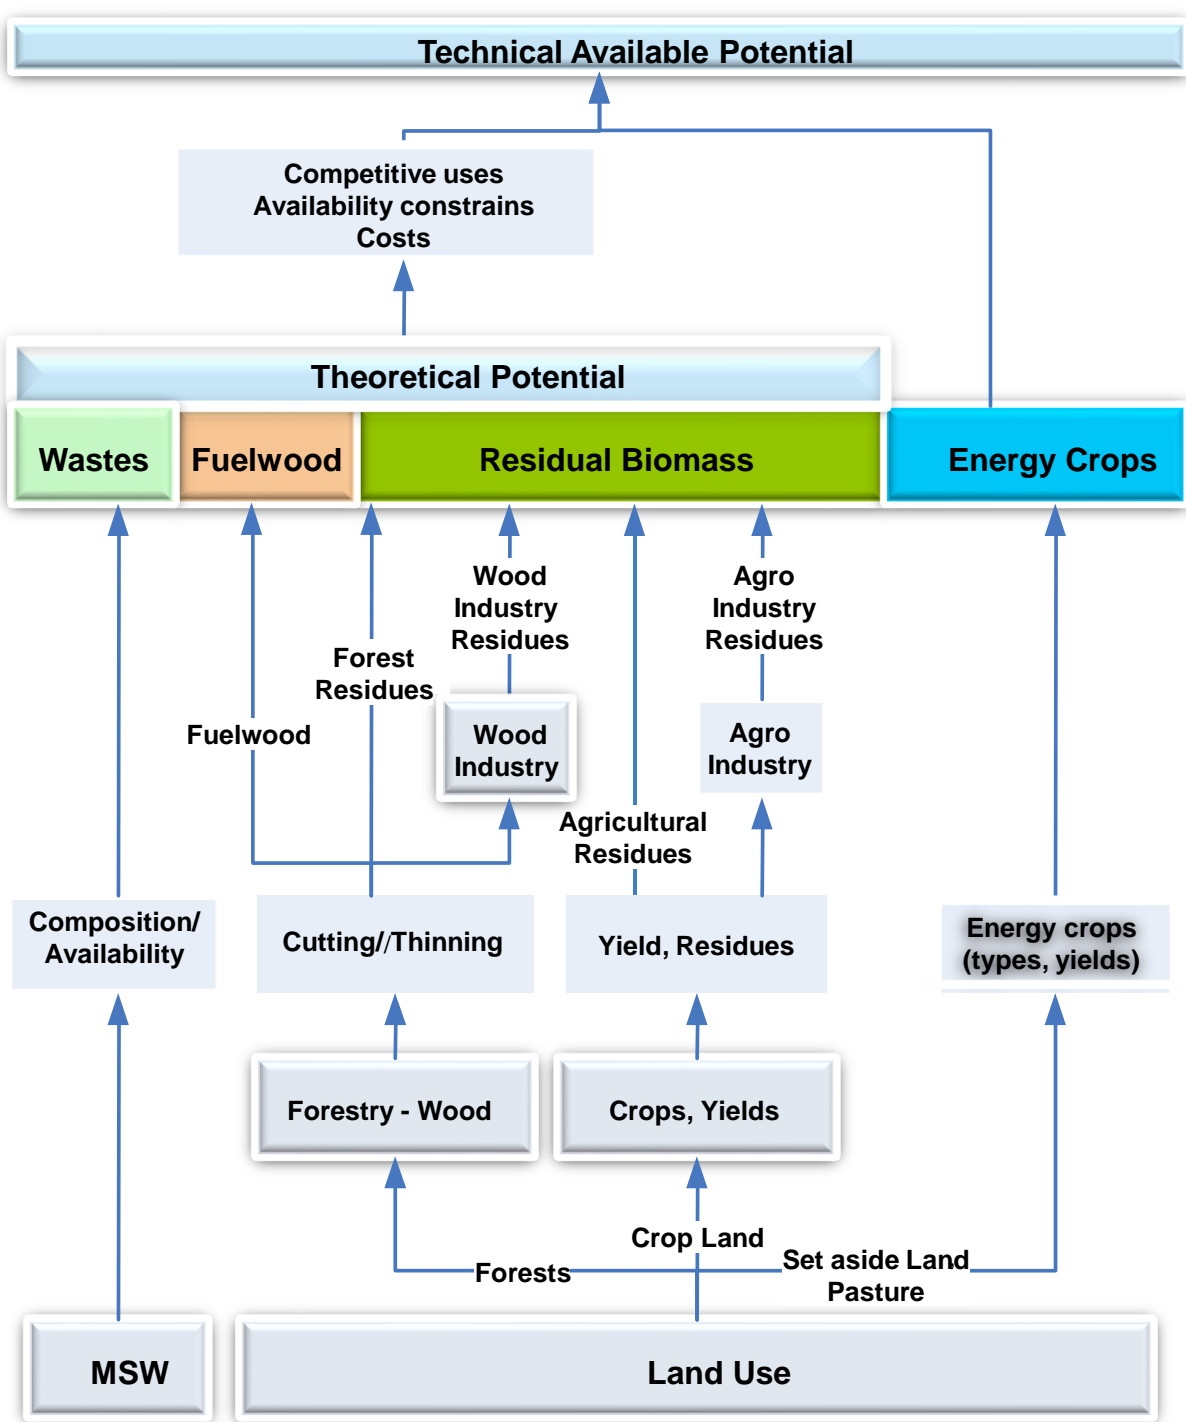 Technical Available Potential
Competitive uses
Availability constrains
Costs
Theoretical Potential
Wastes
Fuelwood
Residual Biomass
Energy Crops
Wood
Industry
Residues
Agro
Industry
Residues
Forest
Residues
Fuelwood
Wood
Industry
Agro
Industry
Agricultural
Residues
Composition/
Availability
Cutting//Thinning
Yield, Residues
Energy crops
(types, yields)
Forestry - Wood
Crops, Yields
Crop Land
Forests
Set aside Land
Pasture
MSW
Land Use